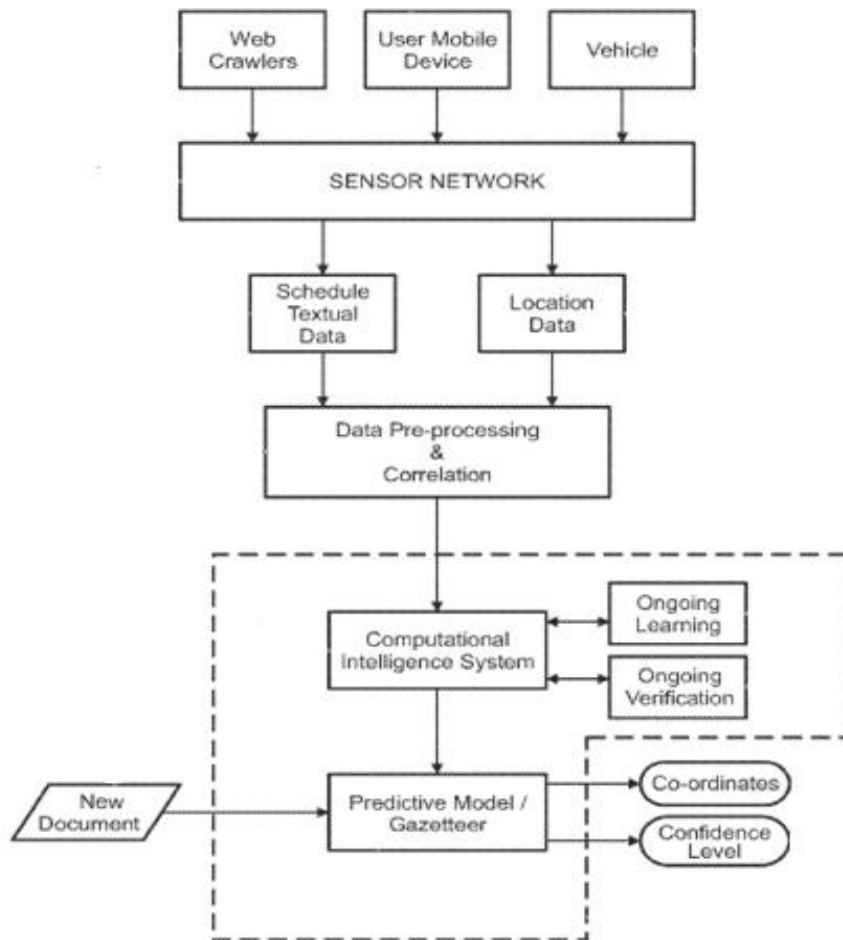 Web
Crawlers
User Mobile
Device
Vehicle
SENSOR NETWORK
Schedule
Textual
Data
Location
Data
Data Pre-processing
&
Correlation
Computational
Intelligence System
Ongoing
Learning
Ongoing
Verification
New
Document
Predictive Model /
Gazetteer
Co-ordinates
Confidence
Level